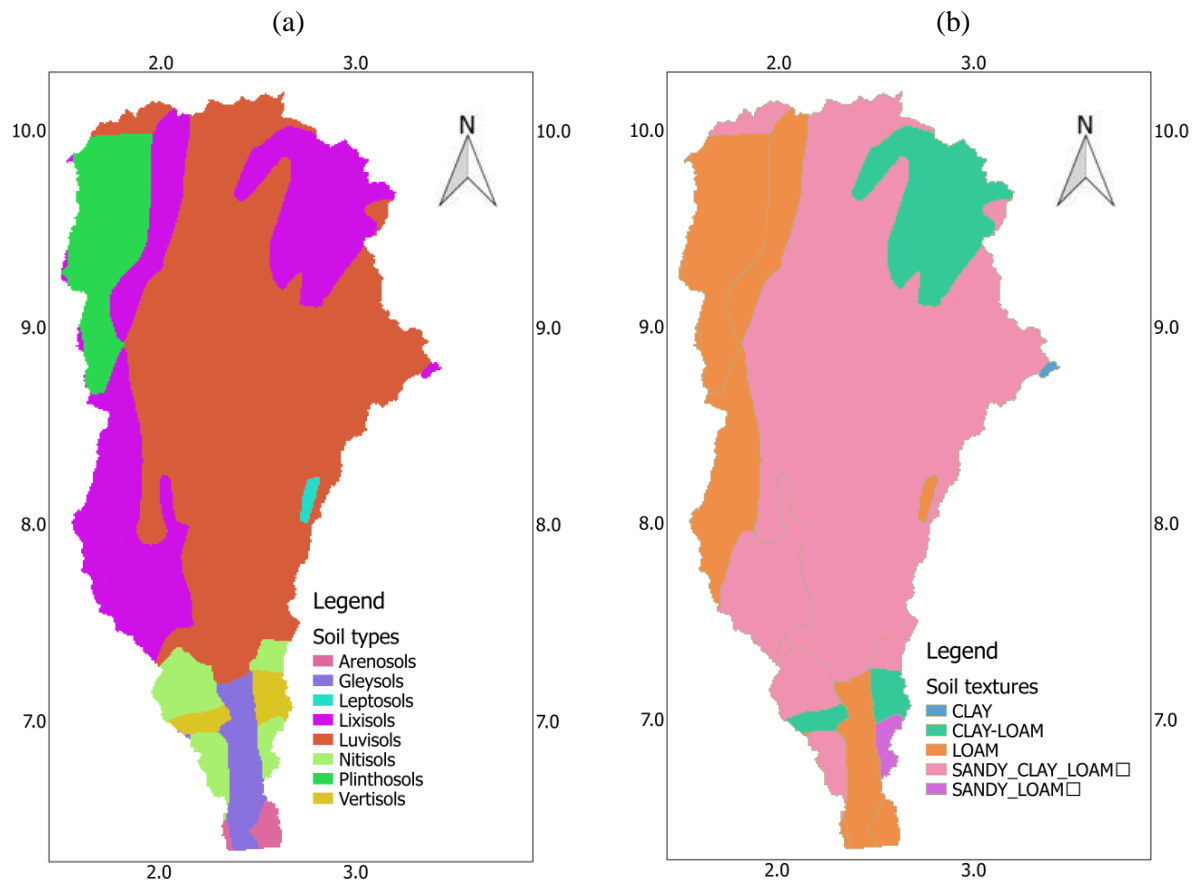 (a)
(b)
2.0 3.0
2.0 3.0
N
N
10.0
10.0
10.0
10.0
9.0
9.0
9.0
9.0
8.0
8.0
8.0
8.0
7.0
7.0
7.0
7.0
Legend
Soil types
Arenosols
Gleysols
Leptosols
Lixisols
Luvisols
Nitisols
Plinthosols
Vertisols
Legend
Soil textures
CLAY
CLAY-LOAM
LOAM
SANDY_CLAY_LOAM□
SANDY_LOAM□
2.0 3.0
2.0 3.0